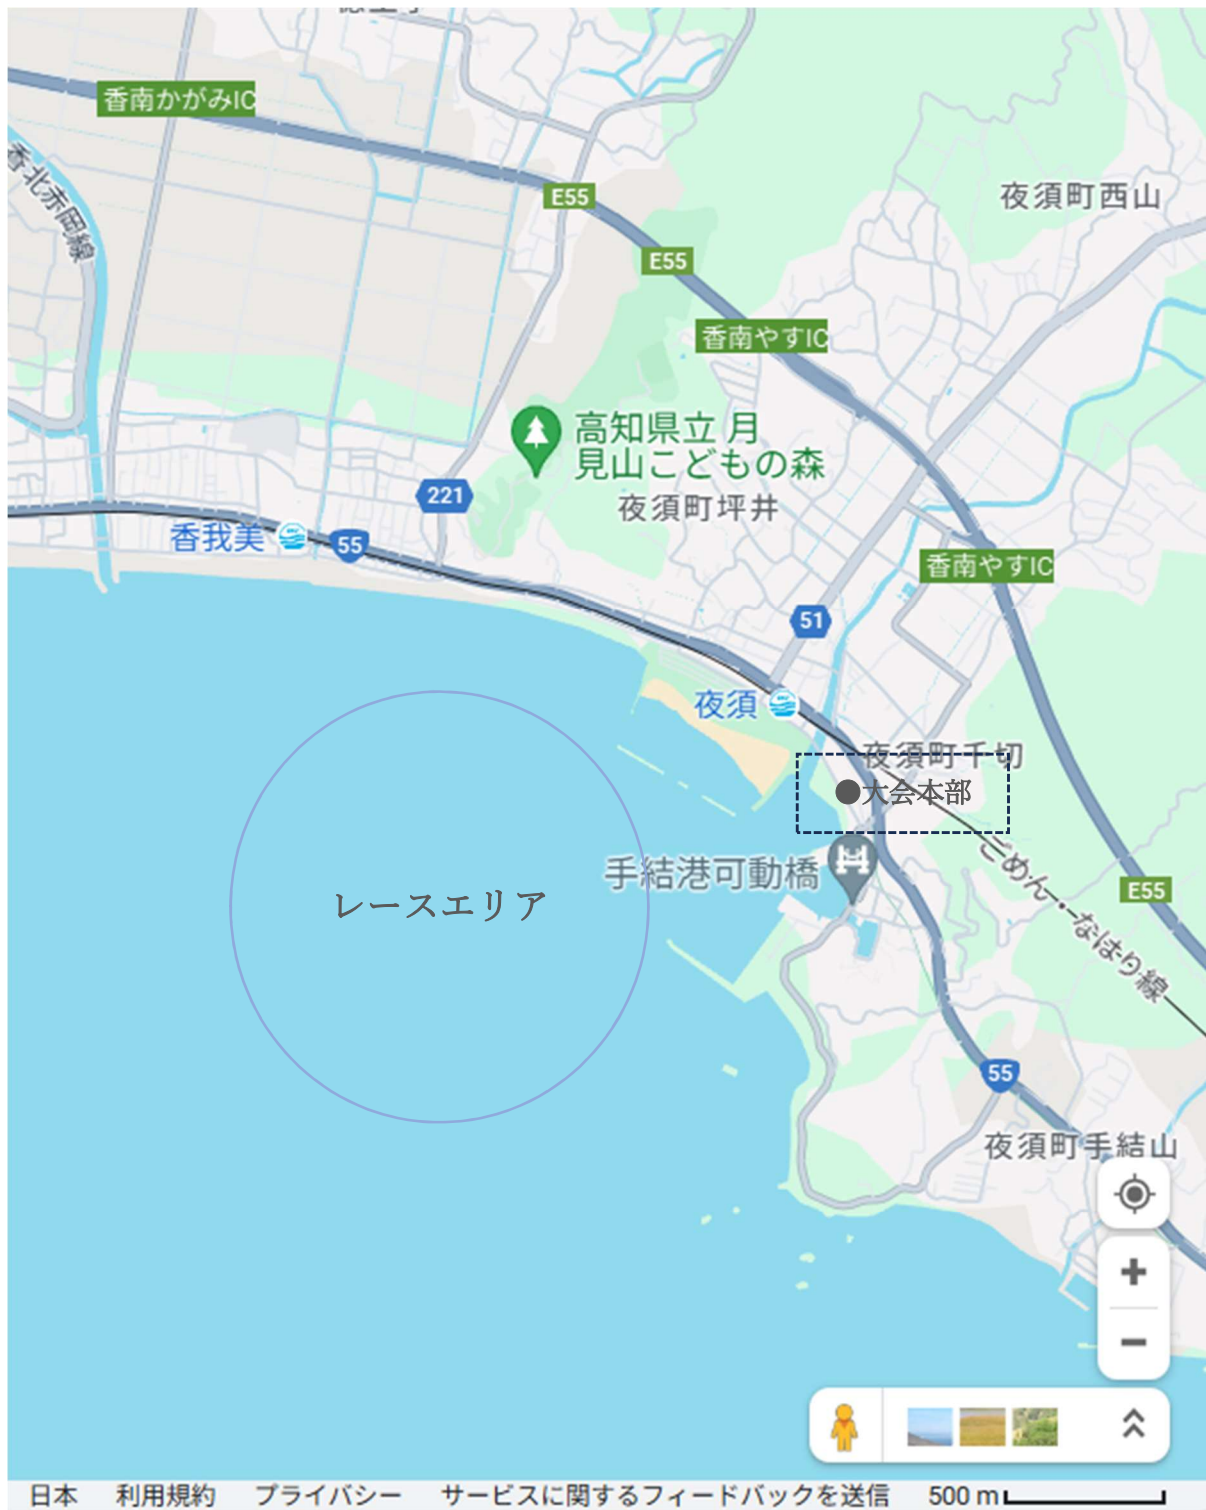 香南かがみIC
香北赤岡線
E55
夜須町西山
E55
香南やすIC
高知県立 月
見山こどもの森
夜須町坪井
221
香我美
55
香南やすIC
51
夜須
夜須町千切
●大会本部
手結港可動橋
ごめん・なはり線
E55
レースエリア
55
夜須町手結山
日本 利用規約 プライバシー サービスに関するフィードバックを送信 500 m